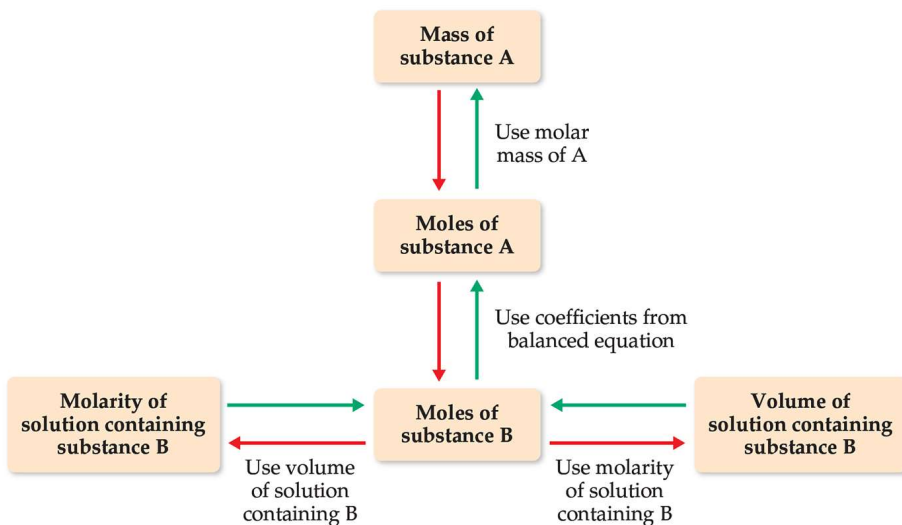 Mass of
substance A
Use molar
mass of A
Moles of
substance A
Use coefficients from
balanced equation
Molarity of
solution containing
substance B
Moles of
substance B
Volume of
solution containing
substance B
Use volume
of solution
containing B
Use molarity
of solution
containing B